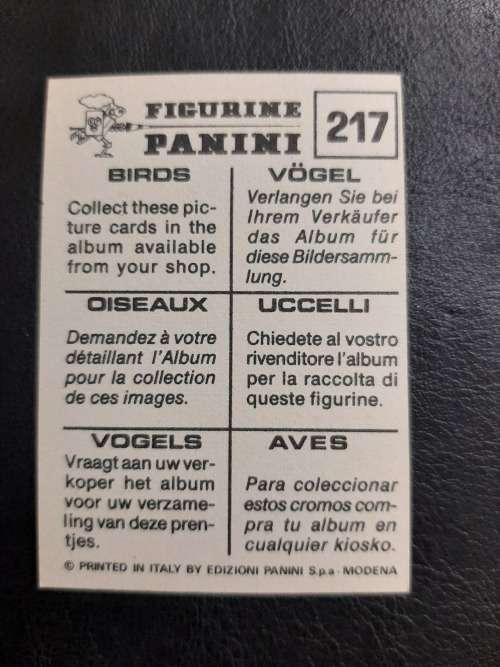 FIGURINE
PANINI
217
BIRDS
Collect these pic-
ture cards in the
album available
from your shop.
VÖGEL
Verlangen Sie bei
Ihrem Verkäufer
das Album für
diese Bildersamm-
lung.
OISEAUX
Demandez à votre
détaillant l'Album
pour la collection
de ces images.
UCCELLI
Chiedete al vostro
rivenditore l'album
per la raccolta di
queste figurine.
VOGELS
Vraagt aan uw ver-
koper het album
voor uw verzame-
ling van deze pren-
tjes.
AVES
Para coleccionar
estos cromos com-
pra tu album en
cualquier kiosko.
© PRINTED IN ITALY BY EDIZIONI PANINI S.p.a - MODENA